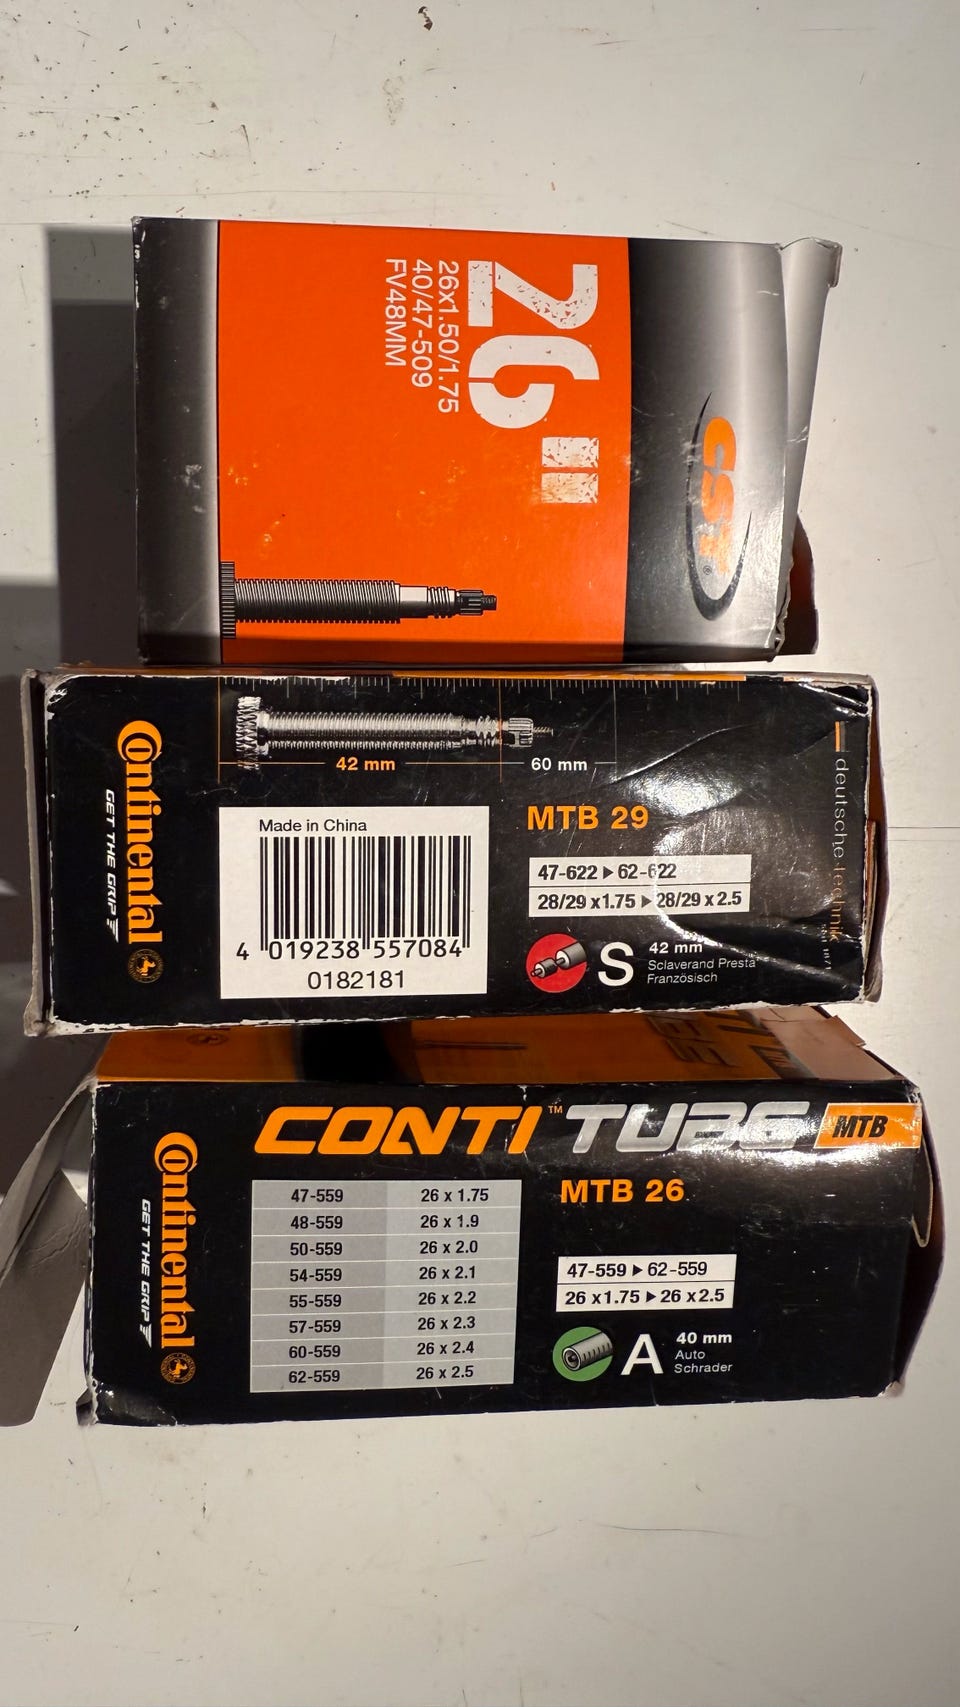 26"
26x1.50/1.75
40/47-509
FV48MM
CST®
42 mm
60 mm
Continental
GET THE GRIP
Made in China
4 019238 557084
0182181
MTB 29
47-622 ▶ 62-622
28/29 x 1.75 ▶ 28/29 x 2.5
S
42 mm
Sclaverand Presta
Französisch
deutsche technik
CONTI™ TUBE MTB
Continental
GET THE GRIP
47-559 26 x 1.75
48-559 26 x 1.9
50-559 26 x 2.0
54-559 26 x 2.1
55-559 26 x 2.2
57-559 26 x 2.3
60-559 26 x 2.4
62-559 26 x 2.5
MTB 26
47-559 ▶ 62-559
26 x 1.75 ▶ 26 x 2.5
A
40 mm
Auto
Schrader